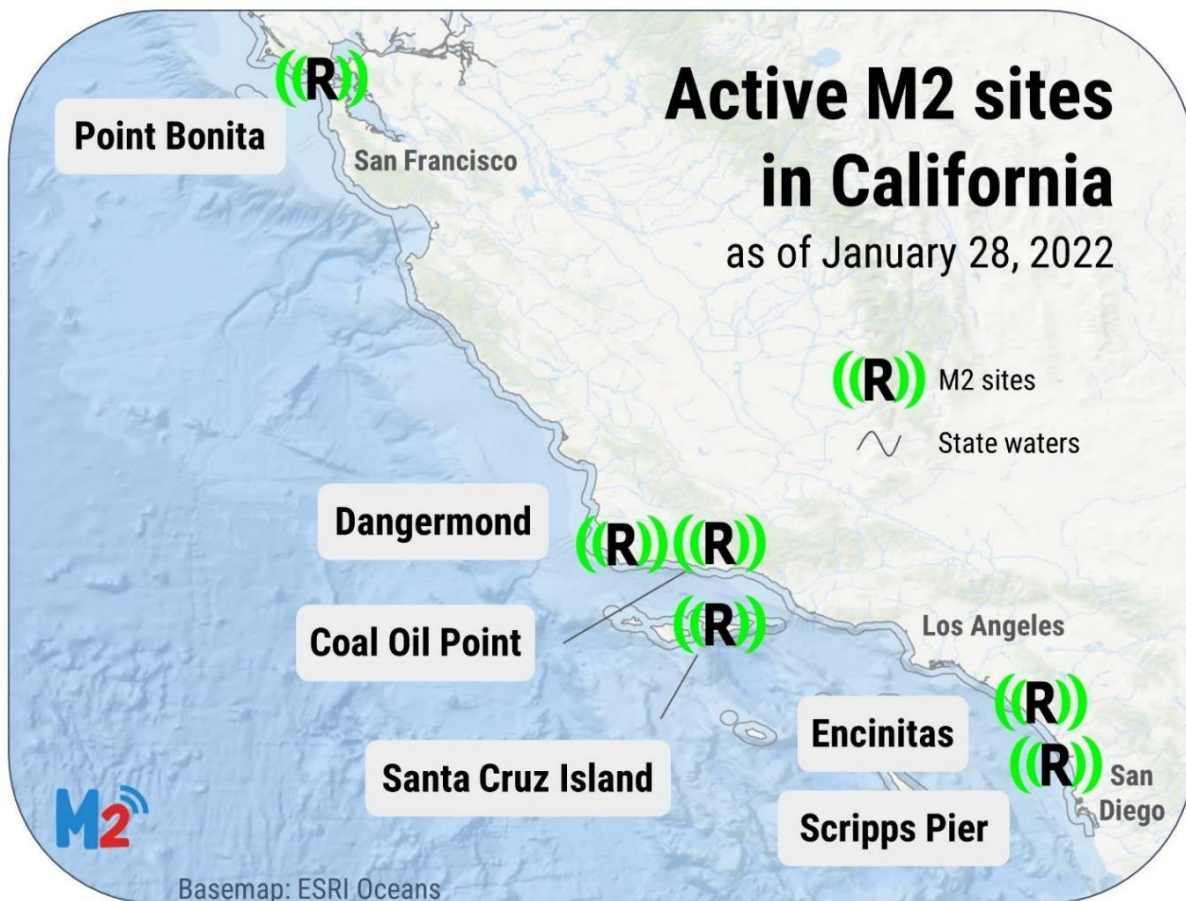 Active M2 sites
in California
as of January 28, 2022
((R)) M2 sites
State waters
((R))
Point Bonita
San Francisco
Dangermond
((R)) ((R))
Coal Oil Point
((R))
Santa Cruz Island
Los Angeles
((R))
Encinitas
((R))
Scripps Pier
San
Diego
M2
Basemap: ESRI Oceans